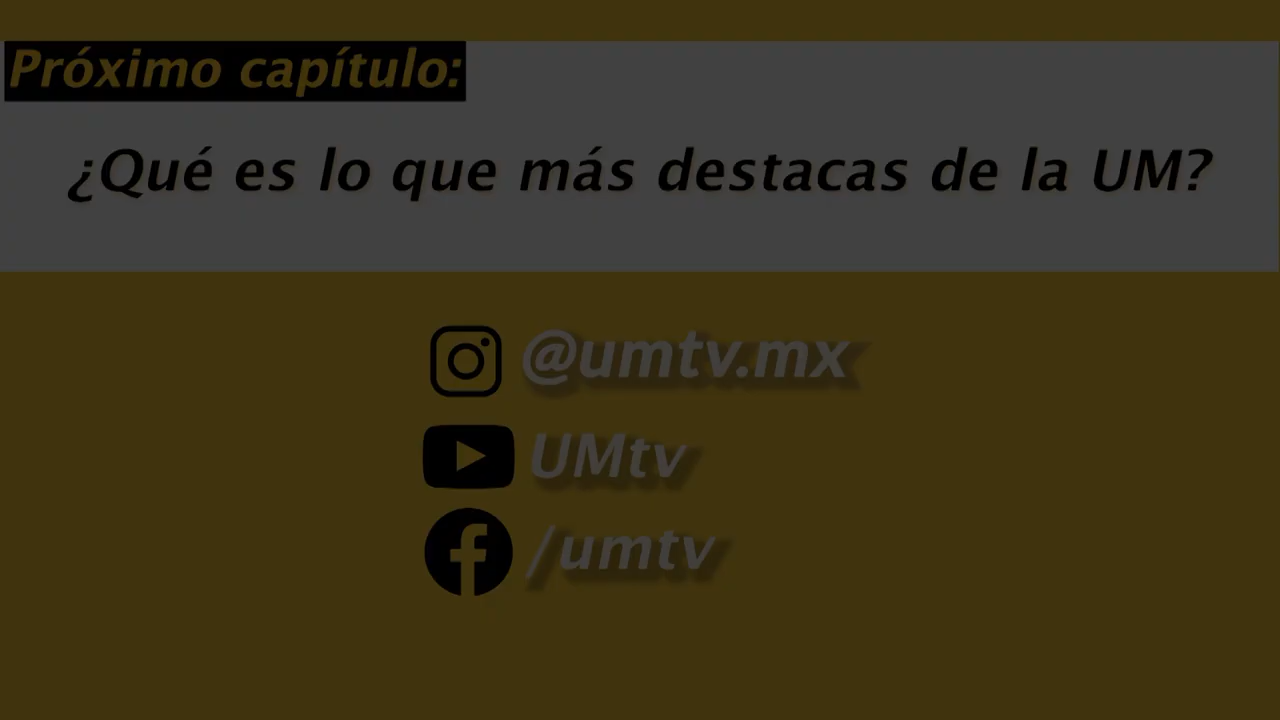 Próximo capítulo:
¿Qué es lo que más destacas de la UM?
@umtv.mx
UMtv
/umtv